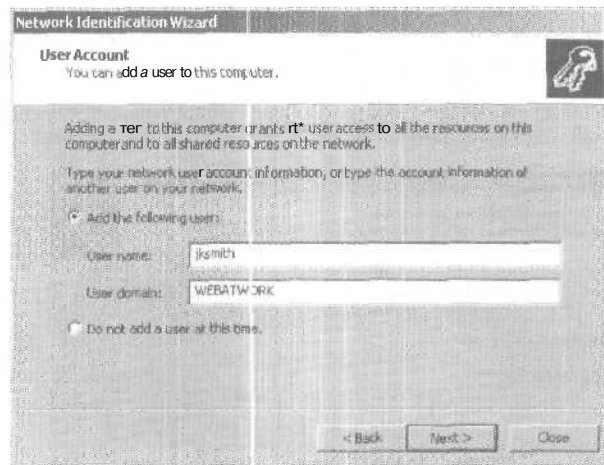 Network Identification Wizard
User Account
You can add a user to this computer.
Adding a тег to this computer grants rt* user access to all the resources on this
computer and to all shared resources on the network.
Type your network user account information, or type the account information of
another user on your network.
Add the following user:
User name:
jksmith
User domain:
WEBATWORK
Do not add a user at this time.
< Back
Next >
Close